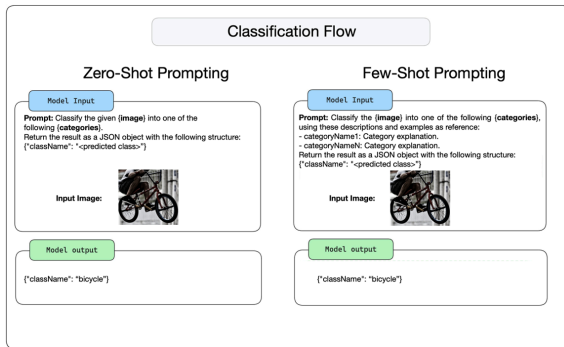 Classification Flow
Zero-Shot Prompting
Model Input
Prompt: Classify the given {image} into one of the
following {categories}.
Return the result as a JSON object with the following structure:
{"className": "<predicted class>"}
Input Image:
Model output
{"className": “bicycle”}
Few-Shot Prompting
Model Input
Prompt: Classify the {image} into one of the following {categories},
using these descriptions and examples as reference:
- categoryName1: Category explanation.
- categoryNameN: Category explanation.
Return the result as a JSON object with the following structure:
{"className": "<predicted class>"}
Input Image:
Model output
{"className": “bicycle”}